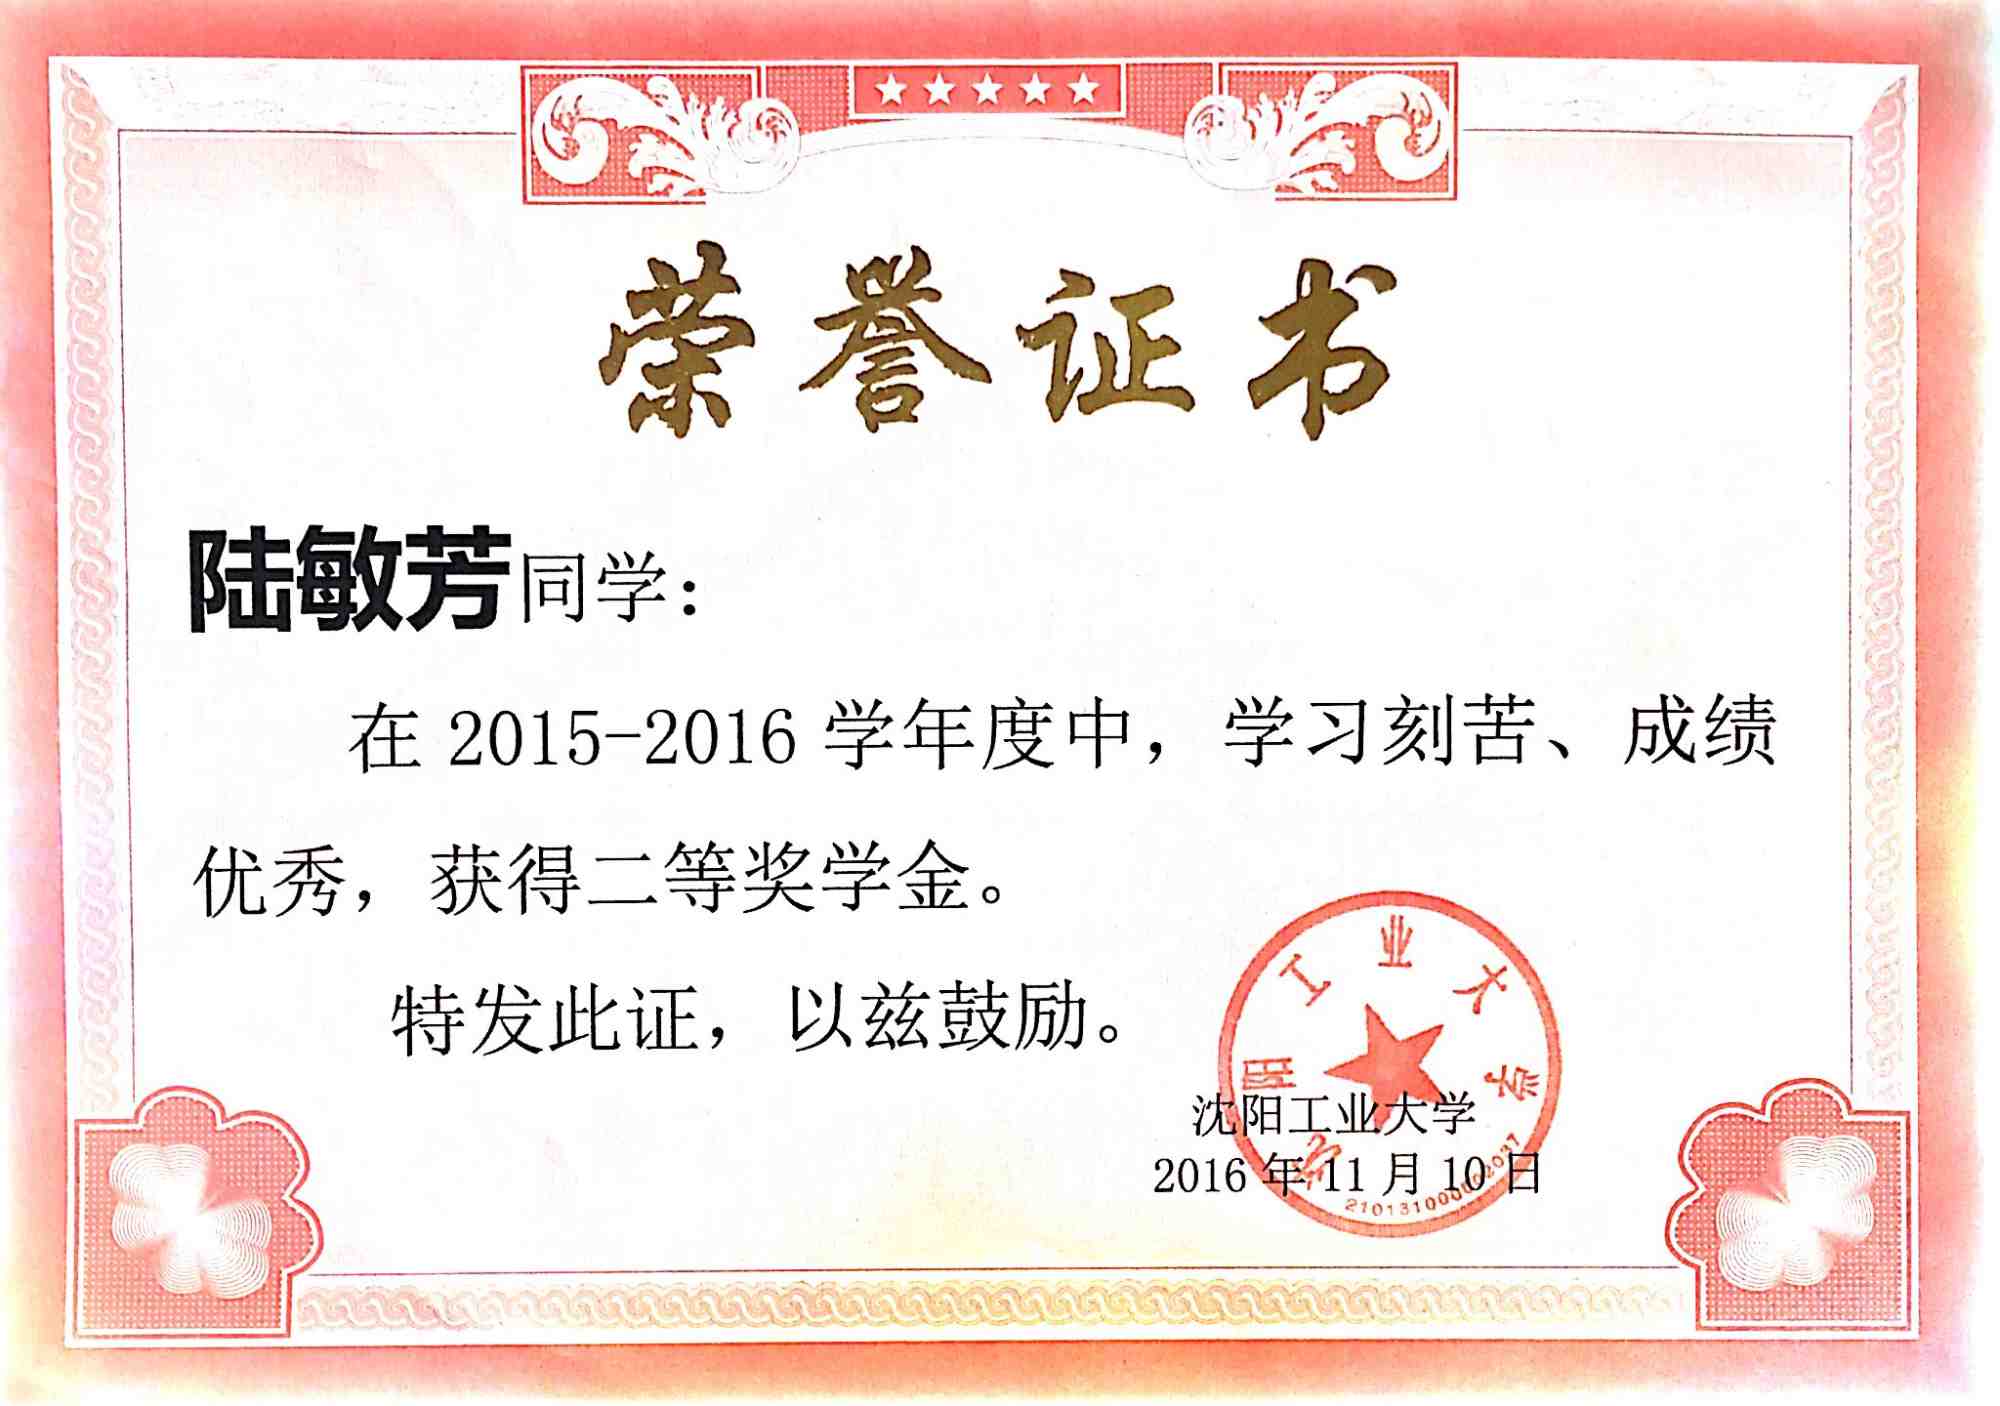 荣誉证书
陆敏芳同学：
在 2015-2016 学年度中，学习刻苦、成绩
优秀，获得二等奖学金。
特发此证，以兹鼓励。
沈阳工业大学
沈阳工业大学
2016 年 11 月 10 日